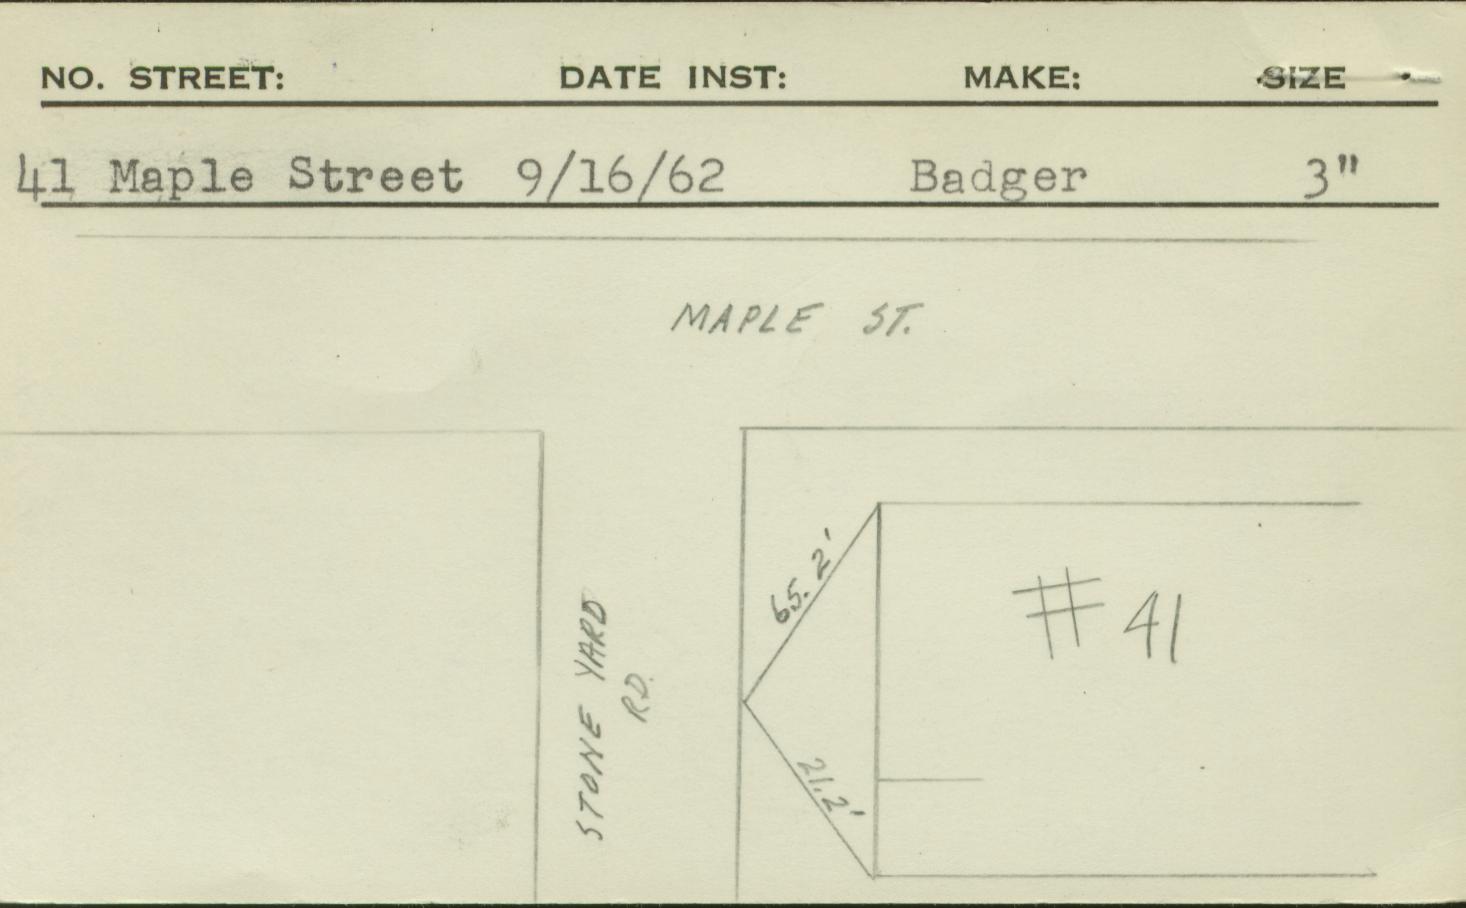 NO. STREET: DATE INST: MAKE: SIZE
41 Maple Street 9/16/62 Badger 3"
MAPLE ST.
65.2'
# 41
STONE YARD
RD.
21.2'